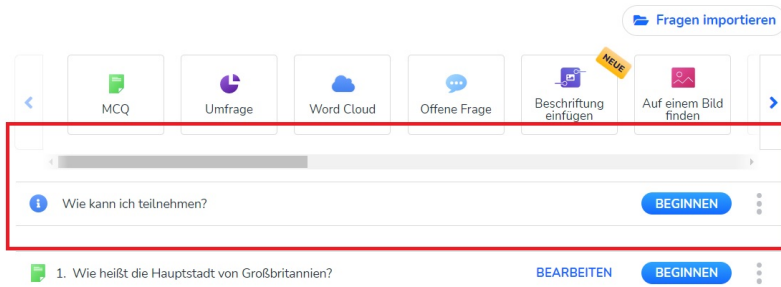 Fragen importieren
NEUE
MCQ
Umfrage
Word Cloud
Offene Frage
Beschriftung
einfügen
Auf einem Bild
finden
Wie kann ich teilnehmen?
BEGINNEN
1. Wie heißt die Hauptstadt von Großbritannien?
BEARBEITEN
BEGINNEN